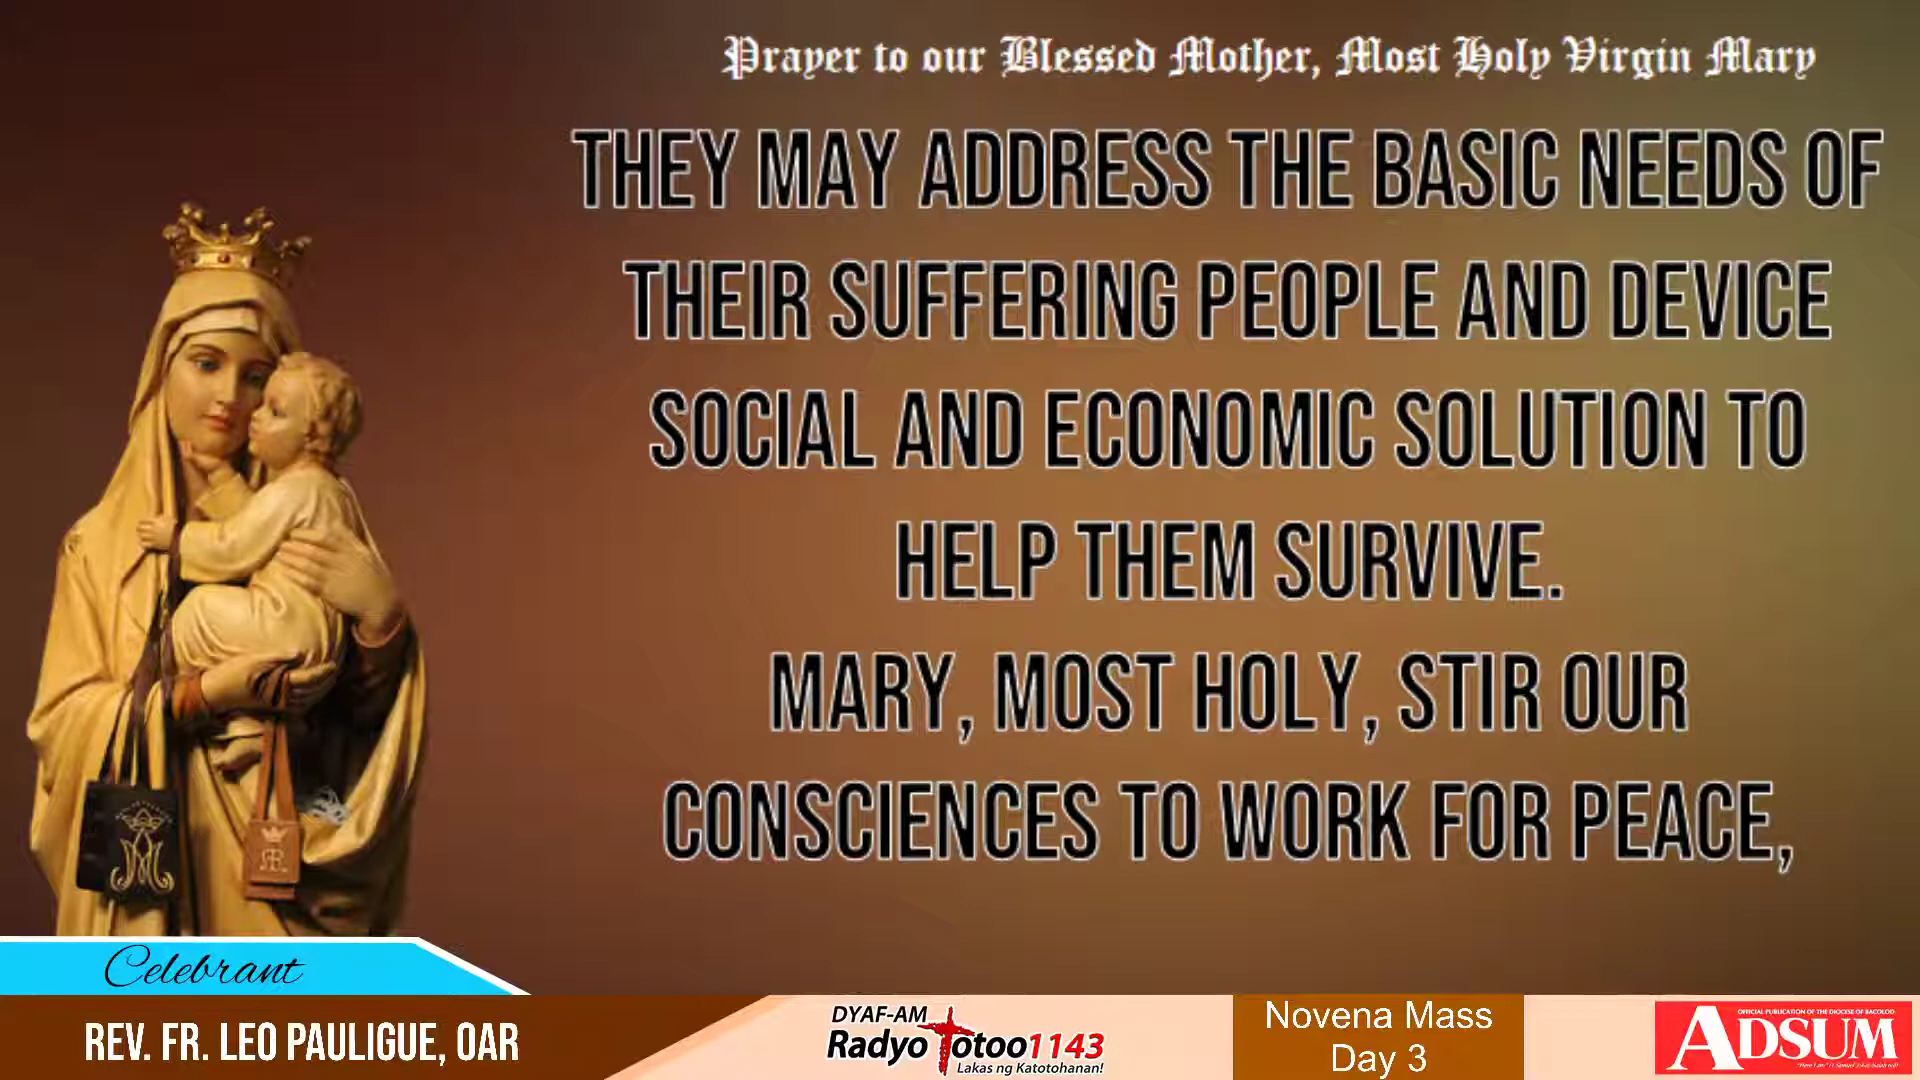 Prayer to our Blessed Mother, Most Holy Virgin Mary
THEY MAY ADDRESS THE BASIC NEEDS OF
THEIR SUFFERING PEOPLE AND DEVICE
SOCIAL AND ECONOMIC SOLUTION TO
HELP THEM SURVIVE.
MARY, MOST HOLY, STIR OUR
CONSCIENCES TO WORK FOR PEACE,
Celebrant
REV. FR. LEO PAULIGUE, OAR
DYAF-AM
Radyo Totoo 1143
Lakas ng Katotohanan!
Novena Mass
Day 3
OFFICIAL PUBLICATION OF THE DIOCESE OF BACOLOD
ADSUM